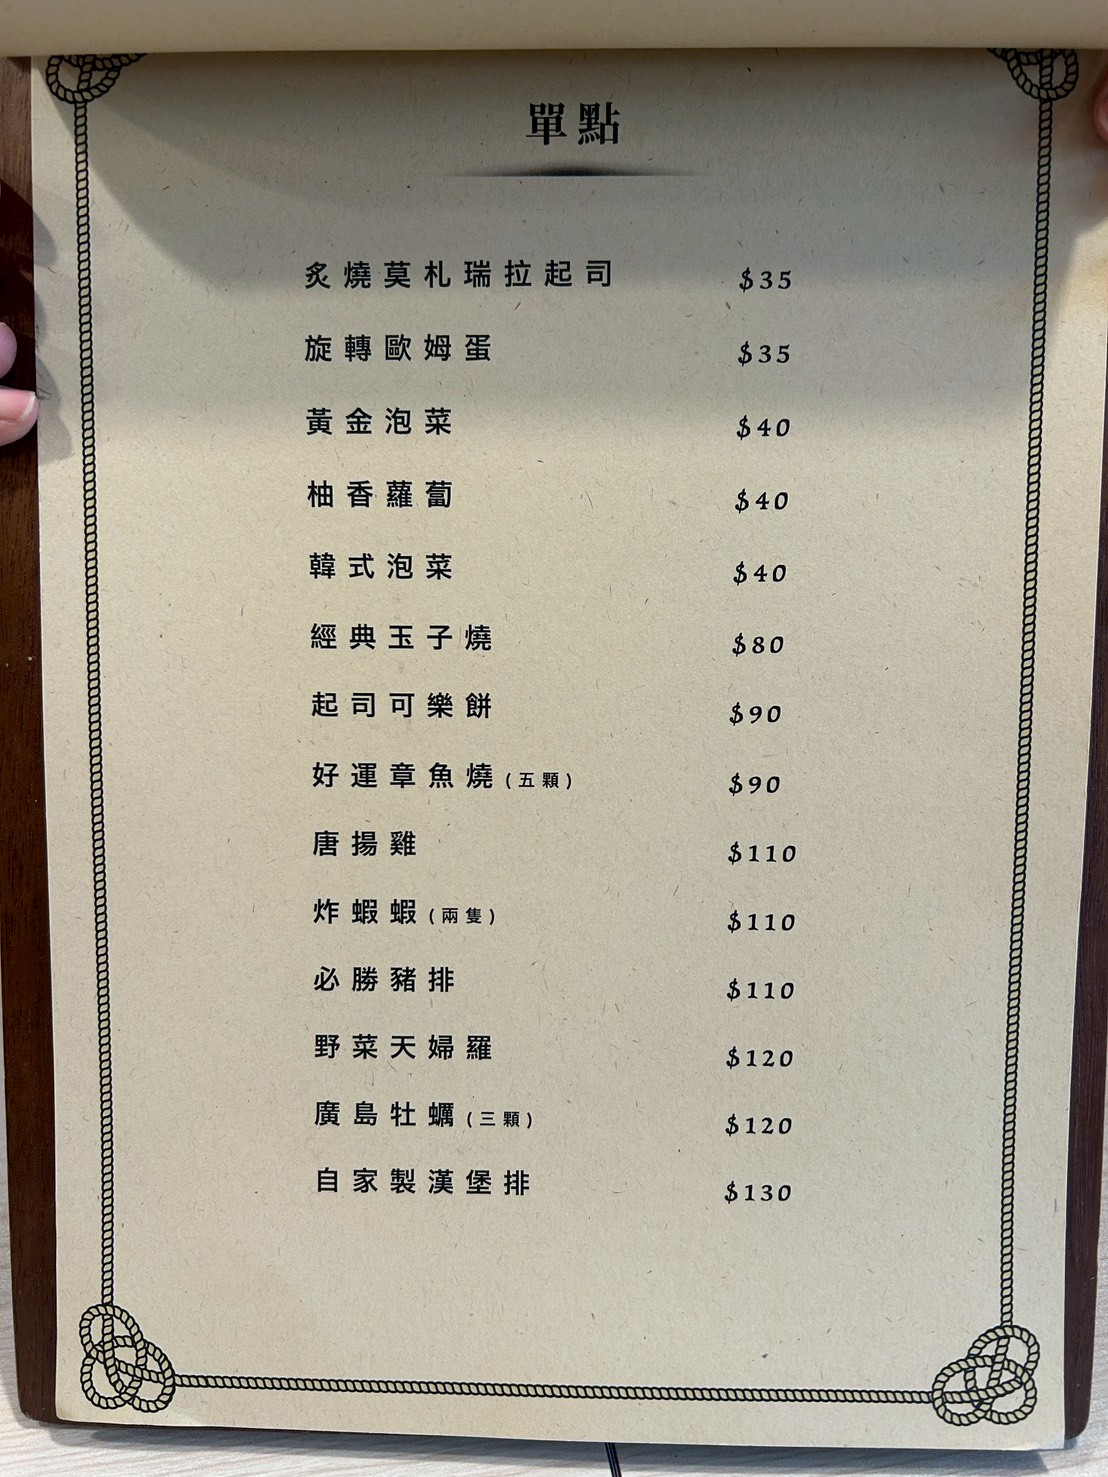 單點
炙燒莫札瑞拉起司 $35
旋轉歐姆蛋 $35
黃金泡菜 $40
柚香蘿蔔 $40
韓式泡菜 $40
經典玉子燒 $80
起司可樂餅 $90
好運章魚燒(五顆) $90
唐揚雞 $110
炸蝦蝦(兩隻) $110
必勝豬排 $110
野菜天婦羅 $120
廣島牡蠣(三顆) $120
自家製漢堡排 $130